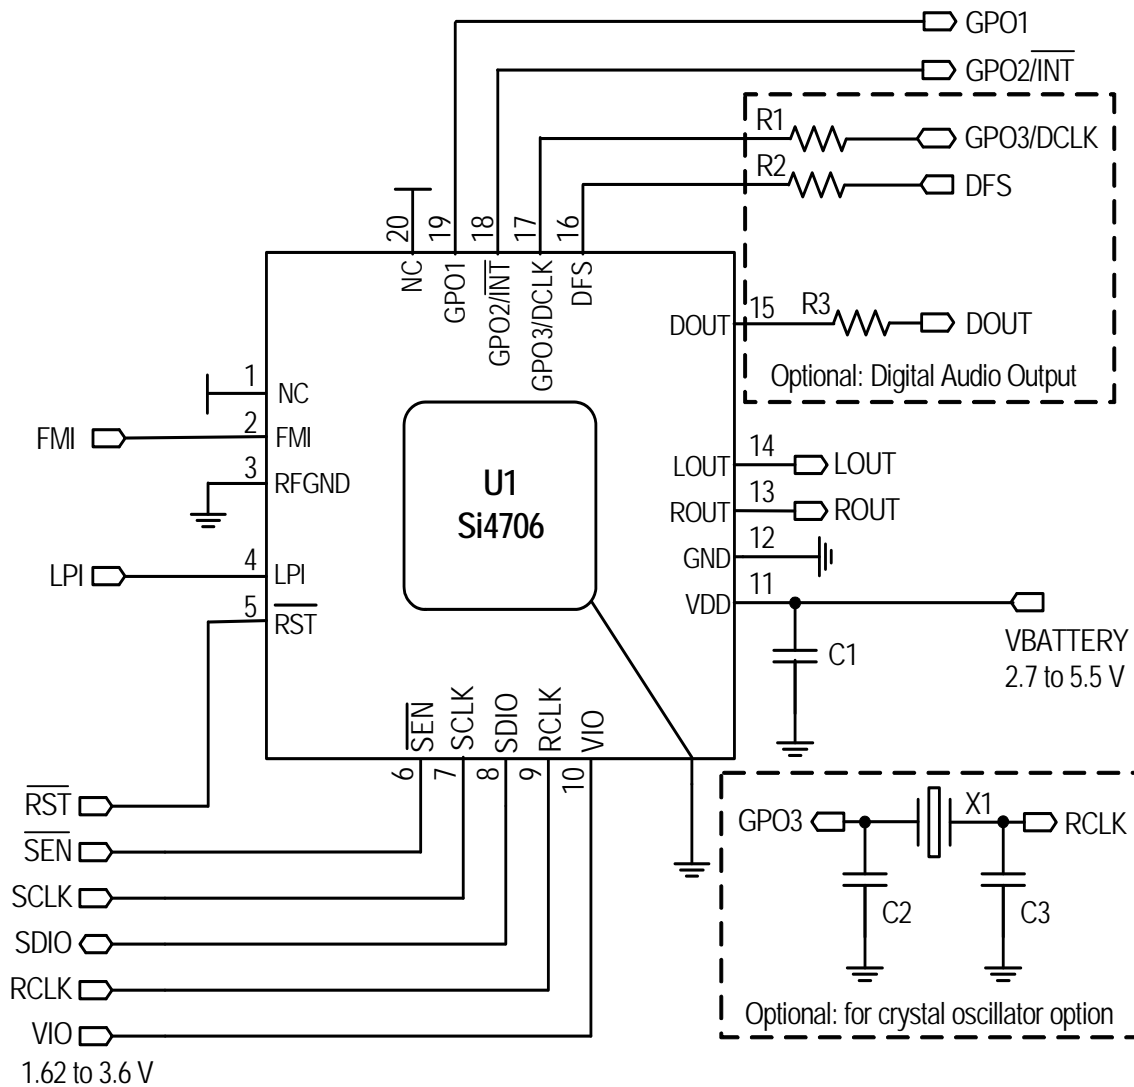 GPO1
GPO2/INT
R1
GPO3/DCLK
R2
DFS
20
19
18
17
16
NC
GPO1
GPO2/INT
GPO3/DCLK
DFS
DOUT
15
R3
DOUT
Optional: Digital Audio Output
1
NC
FMI
2
FMI
3
RFGND
LPI
4
LPI
5
RST
U1
Si4706
LOUT
14
LOUT
ROUT
13
ROUT
GND
12
VDD
11
VBATTERY
2.7 to 5.5 V
C1
SEN
SCLK
SDIO
RCLK
VIO
6
7
8
9
10
RST
SEN
SCLK
SDIO
RCLK
VIO
1.62 to 3.6 V
GPO3
X1
RCLK
C2
C3
Optional: for crystal oscillator option